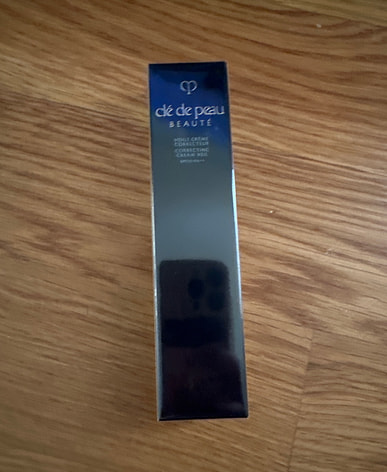 clé de peau
BEAUTÉ
VOILE CRÈME
CORRECTEUR
CORRECTING
CREAM VEIL